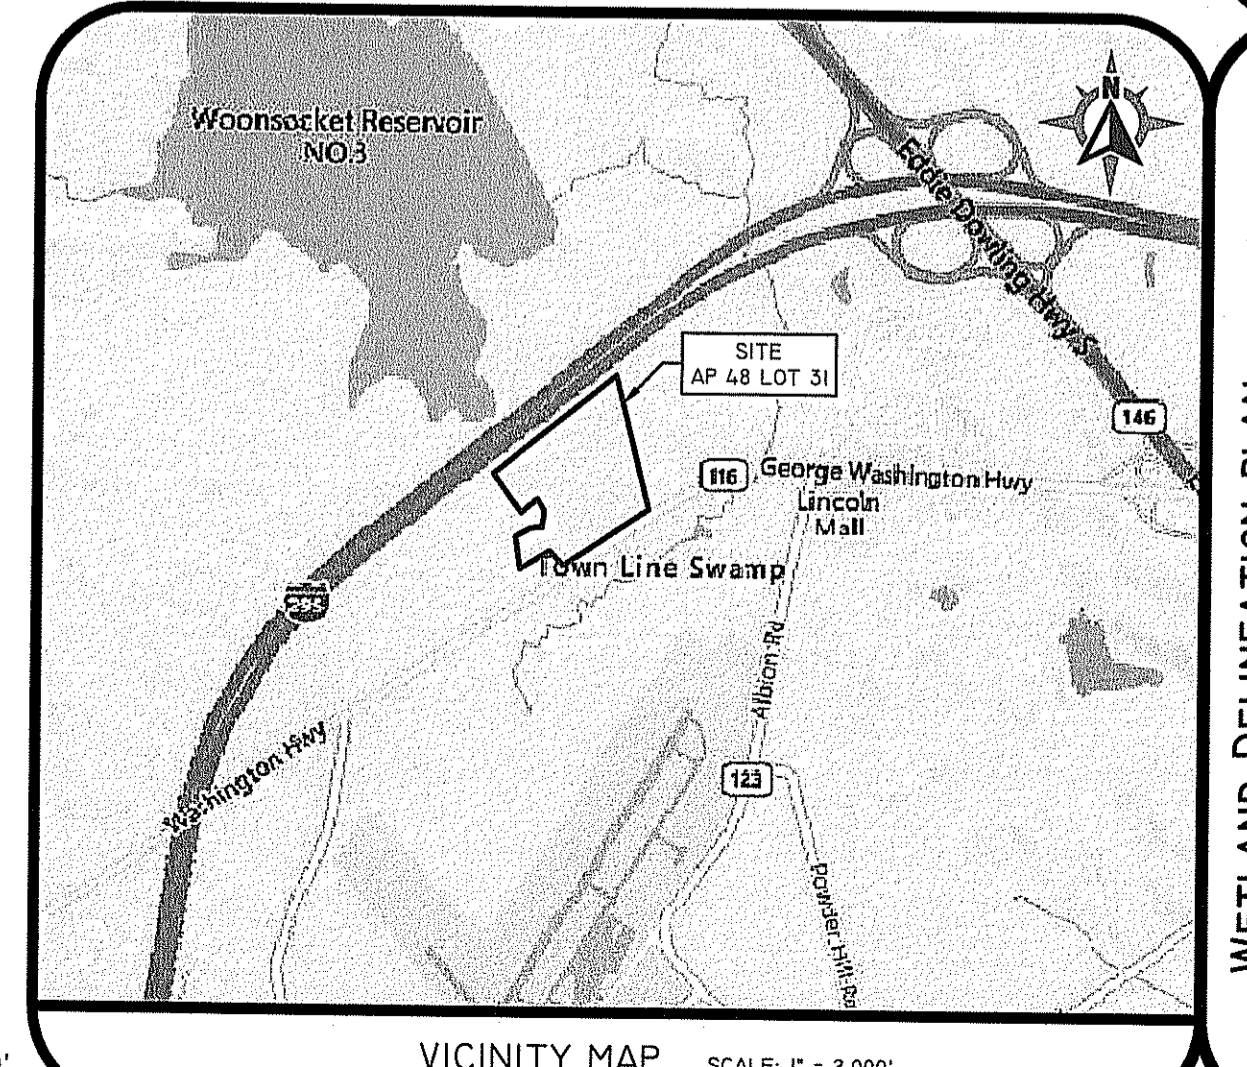 Woonsocket Reservoir
NO.3
N
Eddie Dowling Hwy S
SITE
AP 48 LOT 31
146
116
George Washington Hwy
Lincoln
Mall
Town Line Swamp
295
Albion Rd
Washington Hwy
123
Powder Hill Rd
VICINITY MAP SCALE: 1" = 2,000'
WETLAND DELINEATION PLAN